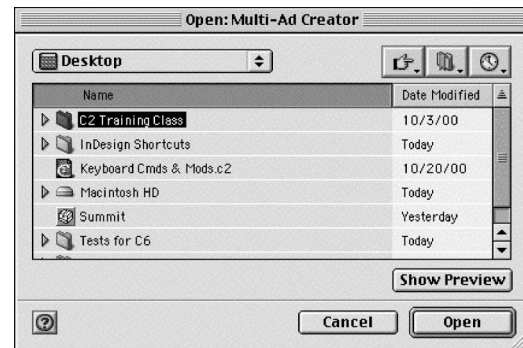 Open: Multi-Ad Creator
Desktop
Name Date Modified
C2 Training Class 10/3/00
InDesign Shortcuts Today
Keyboard Cmds & Mods.c2 10/20/00
Macintosh HD Today
Summit Yesterday
Tests for C6 Today
Show Preview
? Cancel Open